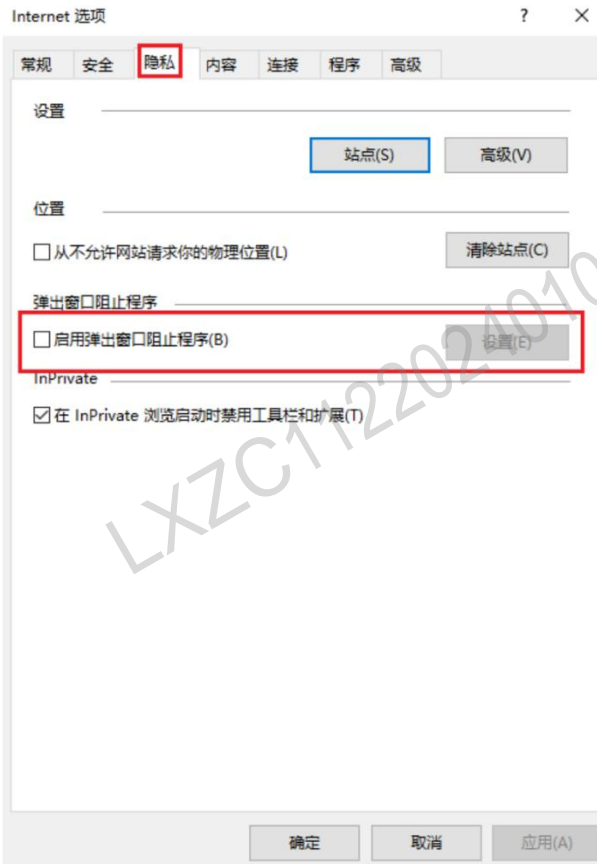 Internet 选项 ? ×
常规 安全 隐私 内容 连接 程序 高级
设置
站点(S) 高级(V)
位置
从不允许网站请求你的物理位置(L) 清除站点(C)
弹出窗口阻止程序
启用弹出窗口阻止程序(B) 设置(E)
InPrivate
在 InPrivate 浏览启动时禁用工具栏和扩展(T)
LXZC1122024010
确定 取消 应用(A)